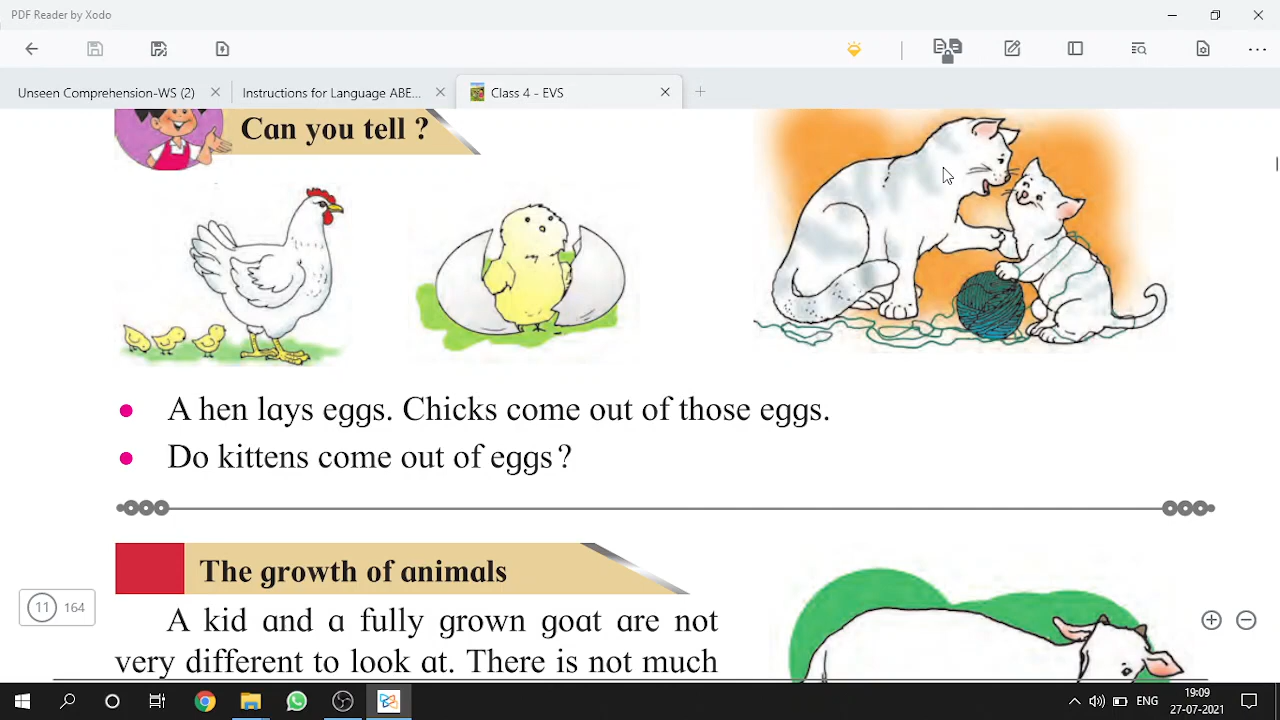 PDF Reader by Xodo
Unseen Comprehension-WS (2)
Instructions for Language ABE...
Class 4 - EVS
Can you tell ?
A hen lays eggs. Chicks come out of those eggs.
Do kittens come out of eggs ?
The growth of animals
A kid and a fully grown goat are not
very different to look at. There is not much
11 164
ENG
19:09
27-07-2021